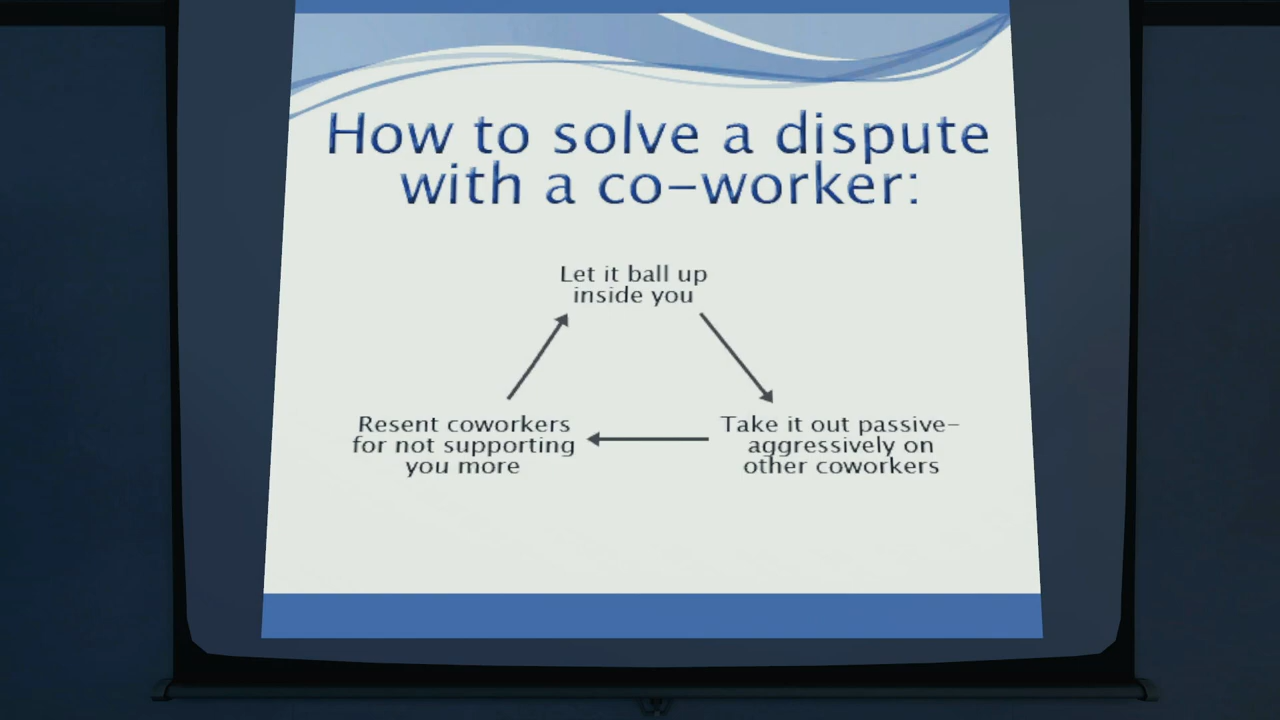 How to solve a dispute
with a co-worker:
Let it ball up
inside you
Take it out passive-
aggressively on
other coworkers
Resent coworkers
for not supporting
you more